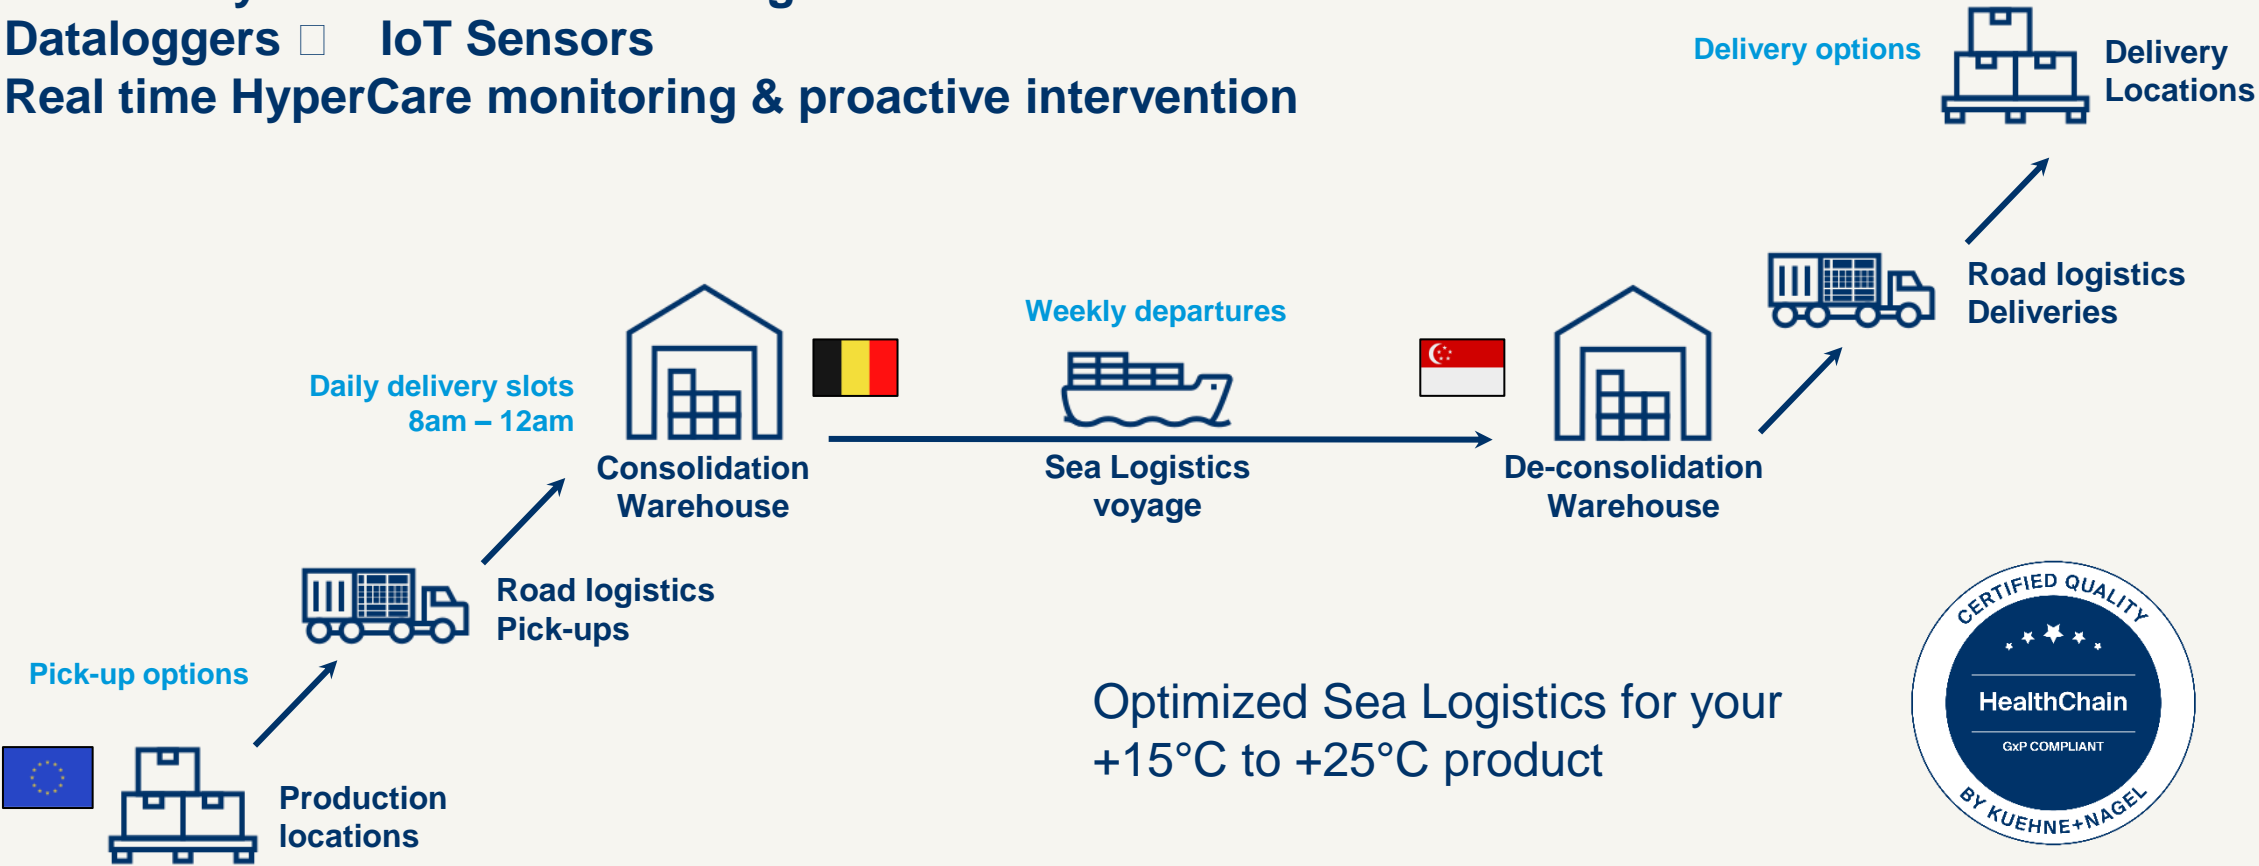 Dataloggers □ IoT Sensors
Real time HyperCare monitoring & proactive intervention
Delivery options
Delivery
Locations
Road logistics
Deliveries
Weekly departures
Daily delivery slots
8am – 12am
Consolidation
Warehouse
Sea Logistics
voyage
De-consolidation
Warehouse
Road logistics
Pick-ups
Pick-up options
Production
locations
Optimized Sea Logistics for your
+15°C to +25°C product
CERTIFIED QUALITY
HealthChain
GxP COMPLIANT
BY KUEHNE+NAGEL